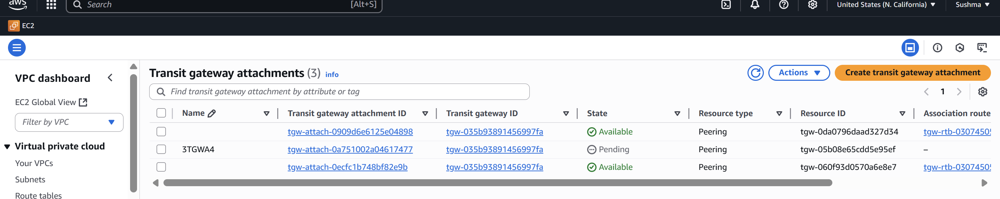 aws
Search [Alt+S]
United States (N. California)
Sushma
EC2
VPC dashboard
EC2 Global View
Filter by VPC
Virtual private cloud
Your VPCs
Subnets
Route tables
Transit gateway attachments (3) info
Actions
Create transit gateway attachment
Find transit gateway attachment by attribute or tag
1
Name Transit gateway attachment ID Transit gateway ID State Resource type Resource ID Association route
tgw-attach-0909d6e6125e04898 tgw-035b93891456997fa Available Peering tgw-0da0796daad327d34 tgw-rtb-0307450
3TGWA4 tgw-attach-0a751002a04617477 tgw-035b93891456997fa Pending Peering tgw-05b08e65cdd5e95ef –
tgw-attach-0ecfc1b748bf82e9b tgw-035b93891456997fa Available Peering tgw-060f93d0570a6e8e7 tgw-rtb-0307450